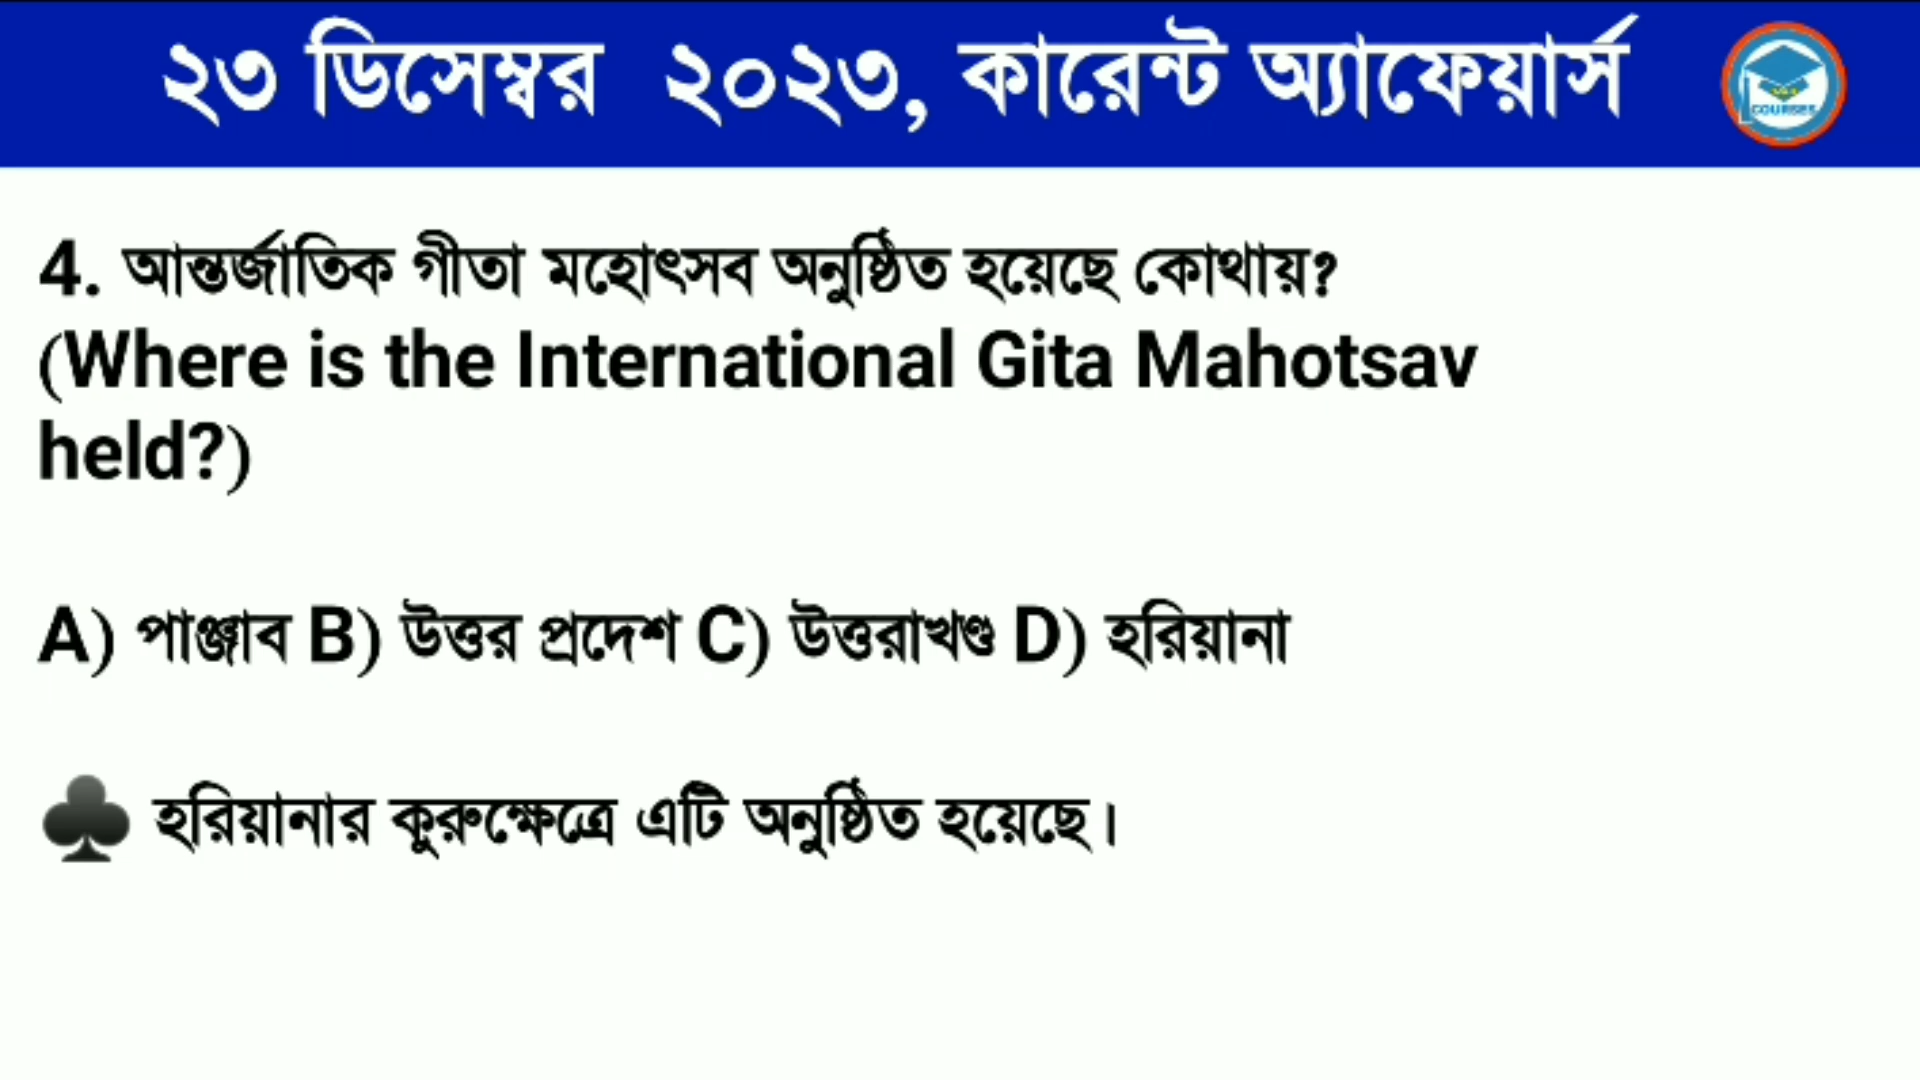 ২৩ ডিসেম্বর ২০২৩, কারেন্ট অ্যাফেয়ার্স
COURSES
4. আন্তর্জাতিক গীতা মহোৎসব অনুষ্ঠিত হয়েছে কোথায়?
(Where is the International Gita Mahotsav
held?)
A) পাঞ্জাব B) উত্তর প্রদেশ C) উত্তরাখণ্ড D) হরিয়ানা
♣ হরিয়ানার কুরুক্ষেত্রে এটি অনুষ্ঠিত হয়েছে।